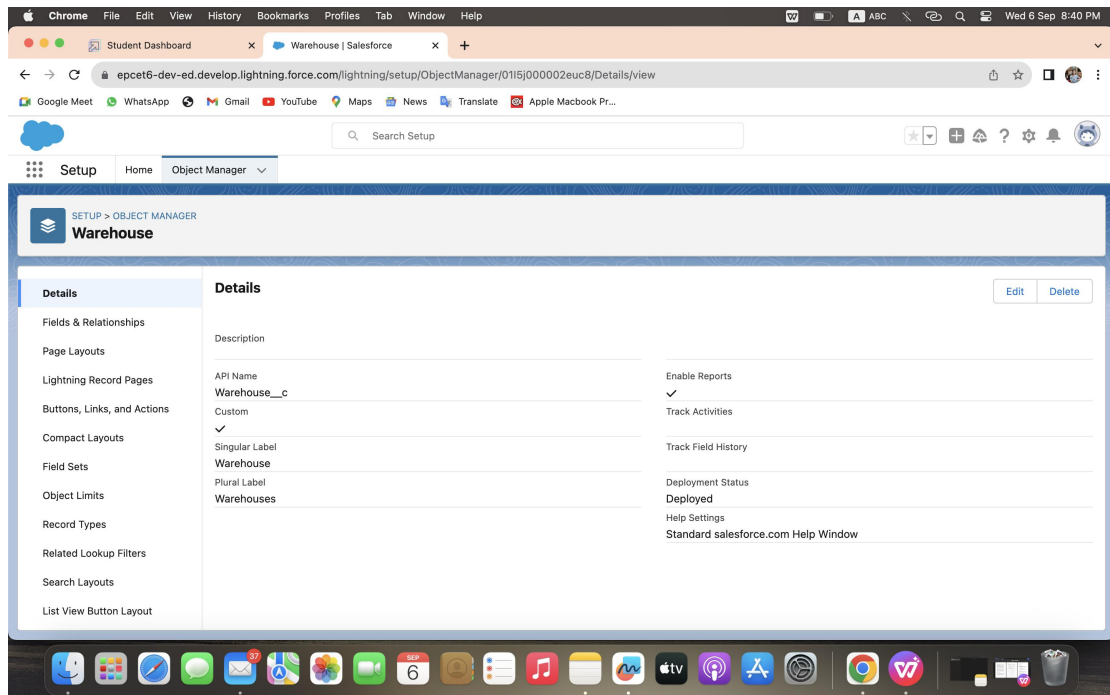 Chrome File Edit View History Bookmarks Profiles Tab Window Help A ABC Wed 6 Sep 8:40 PM
Student Dashboard Warehouse | Salesforce
epcet6-dev-ed.develop.lightning.force.com/lightning/setup/ObjectManager/01I5j000002euc8/Details/view
Google Meet WhatsApp Gmail YouTube Maps News Translate Apple Macbook Pr...
Search Setup
Setup Home Object Manager
SETUP > OBJECT MANAGER
Warehouse
Details
Fields & Relationships
Page Layouts
Lightning Record Pages
Buttons, Links, and Actions
Compact Layouts
Field Sets
Object Limits
Record Types
Related Lookup Filters
Search Layouts
List View Button Layout
Details
Edit Delete
Description
API Name
Warehouse__c
Custom
Singular Label
Warehouse
Plural Label
Warehouses
Enable Reports
Track Activities
Track Field History
Deployment Status
Deployed
Help Settings
Standard salesforce.com Help Window
37
SEP
6
tv